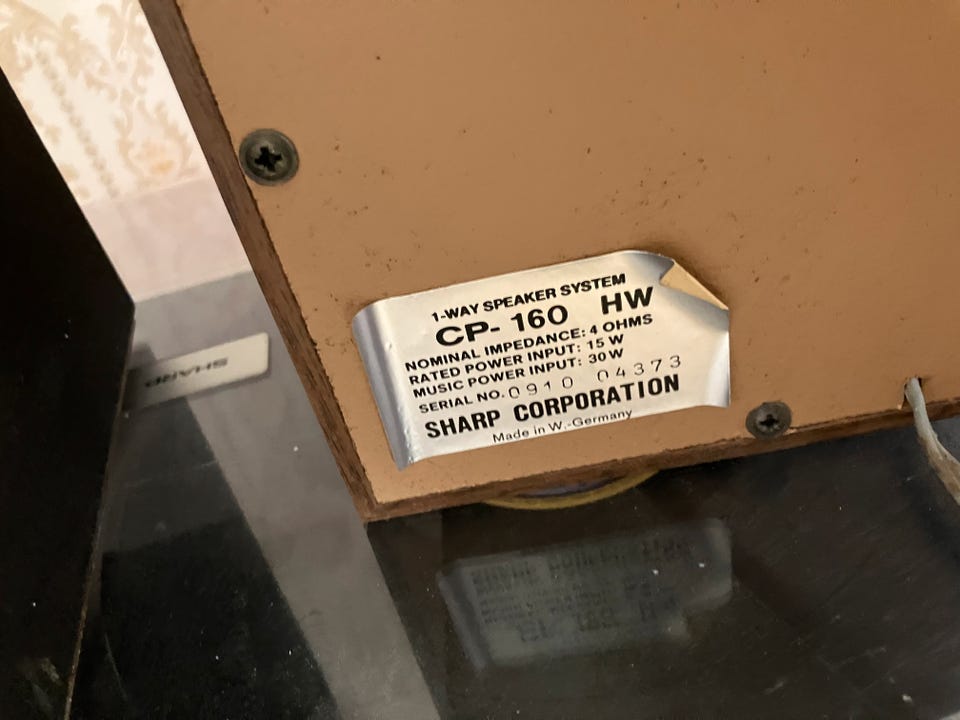 1-WAY SPEAKER SYSTEM
CP-160 HW
NOMINAL IMPEDANCE: 4 OHMS
RATED POWER INPUT: 15 W
MUSIC POWER INPUT: 30 W
SERIAL NO. 0910 04373
SHARP CORPORATION
Made in W.-Germany
SHARP